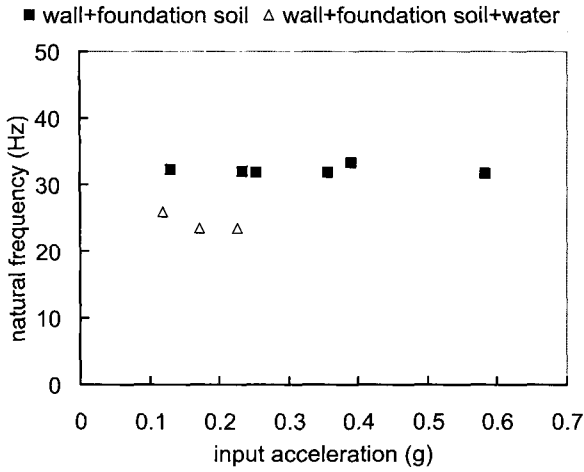 ■ wall+foundation soil △ wall+foundation soil+water
50
40
30
20
10
0
natural frequency (Hz)
0 0.1 0.2 0.3 0.4 0.5 0.6 0.7
input acceleration (g)